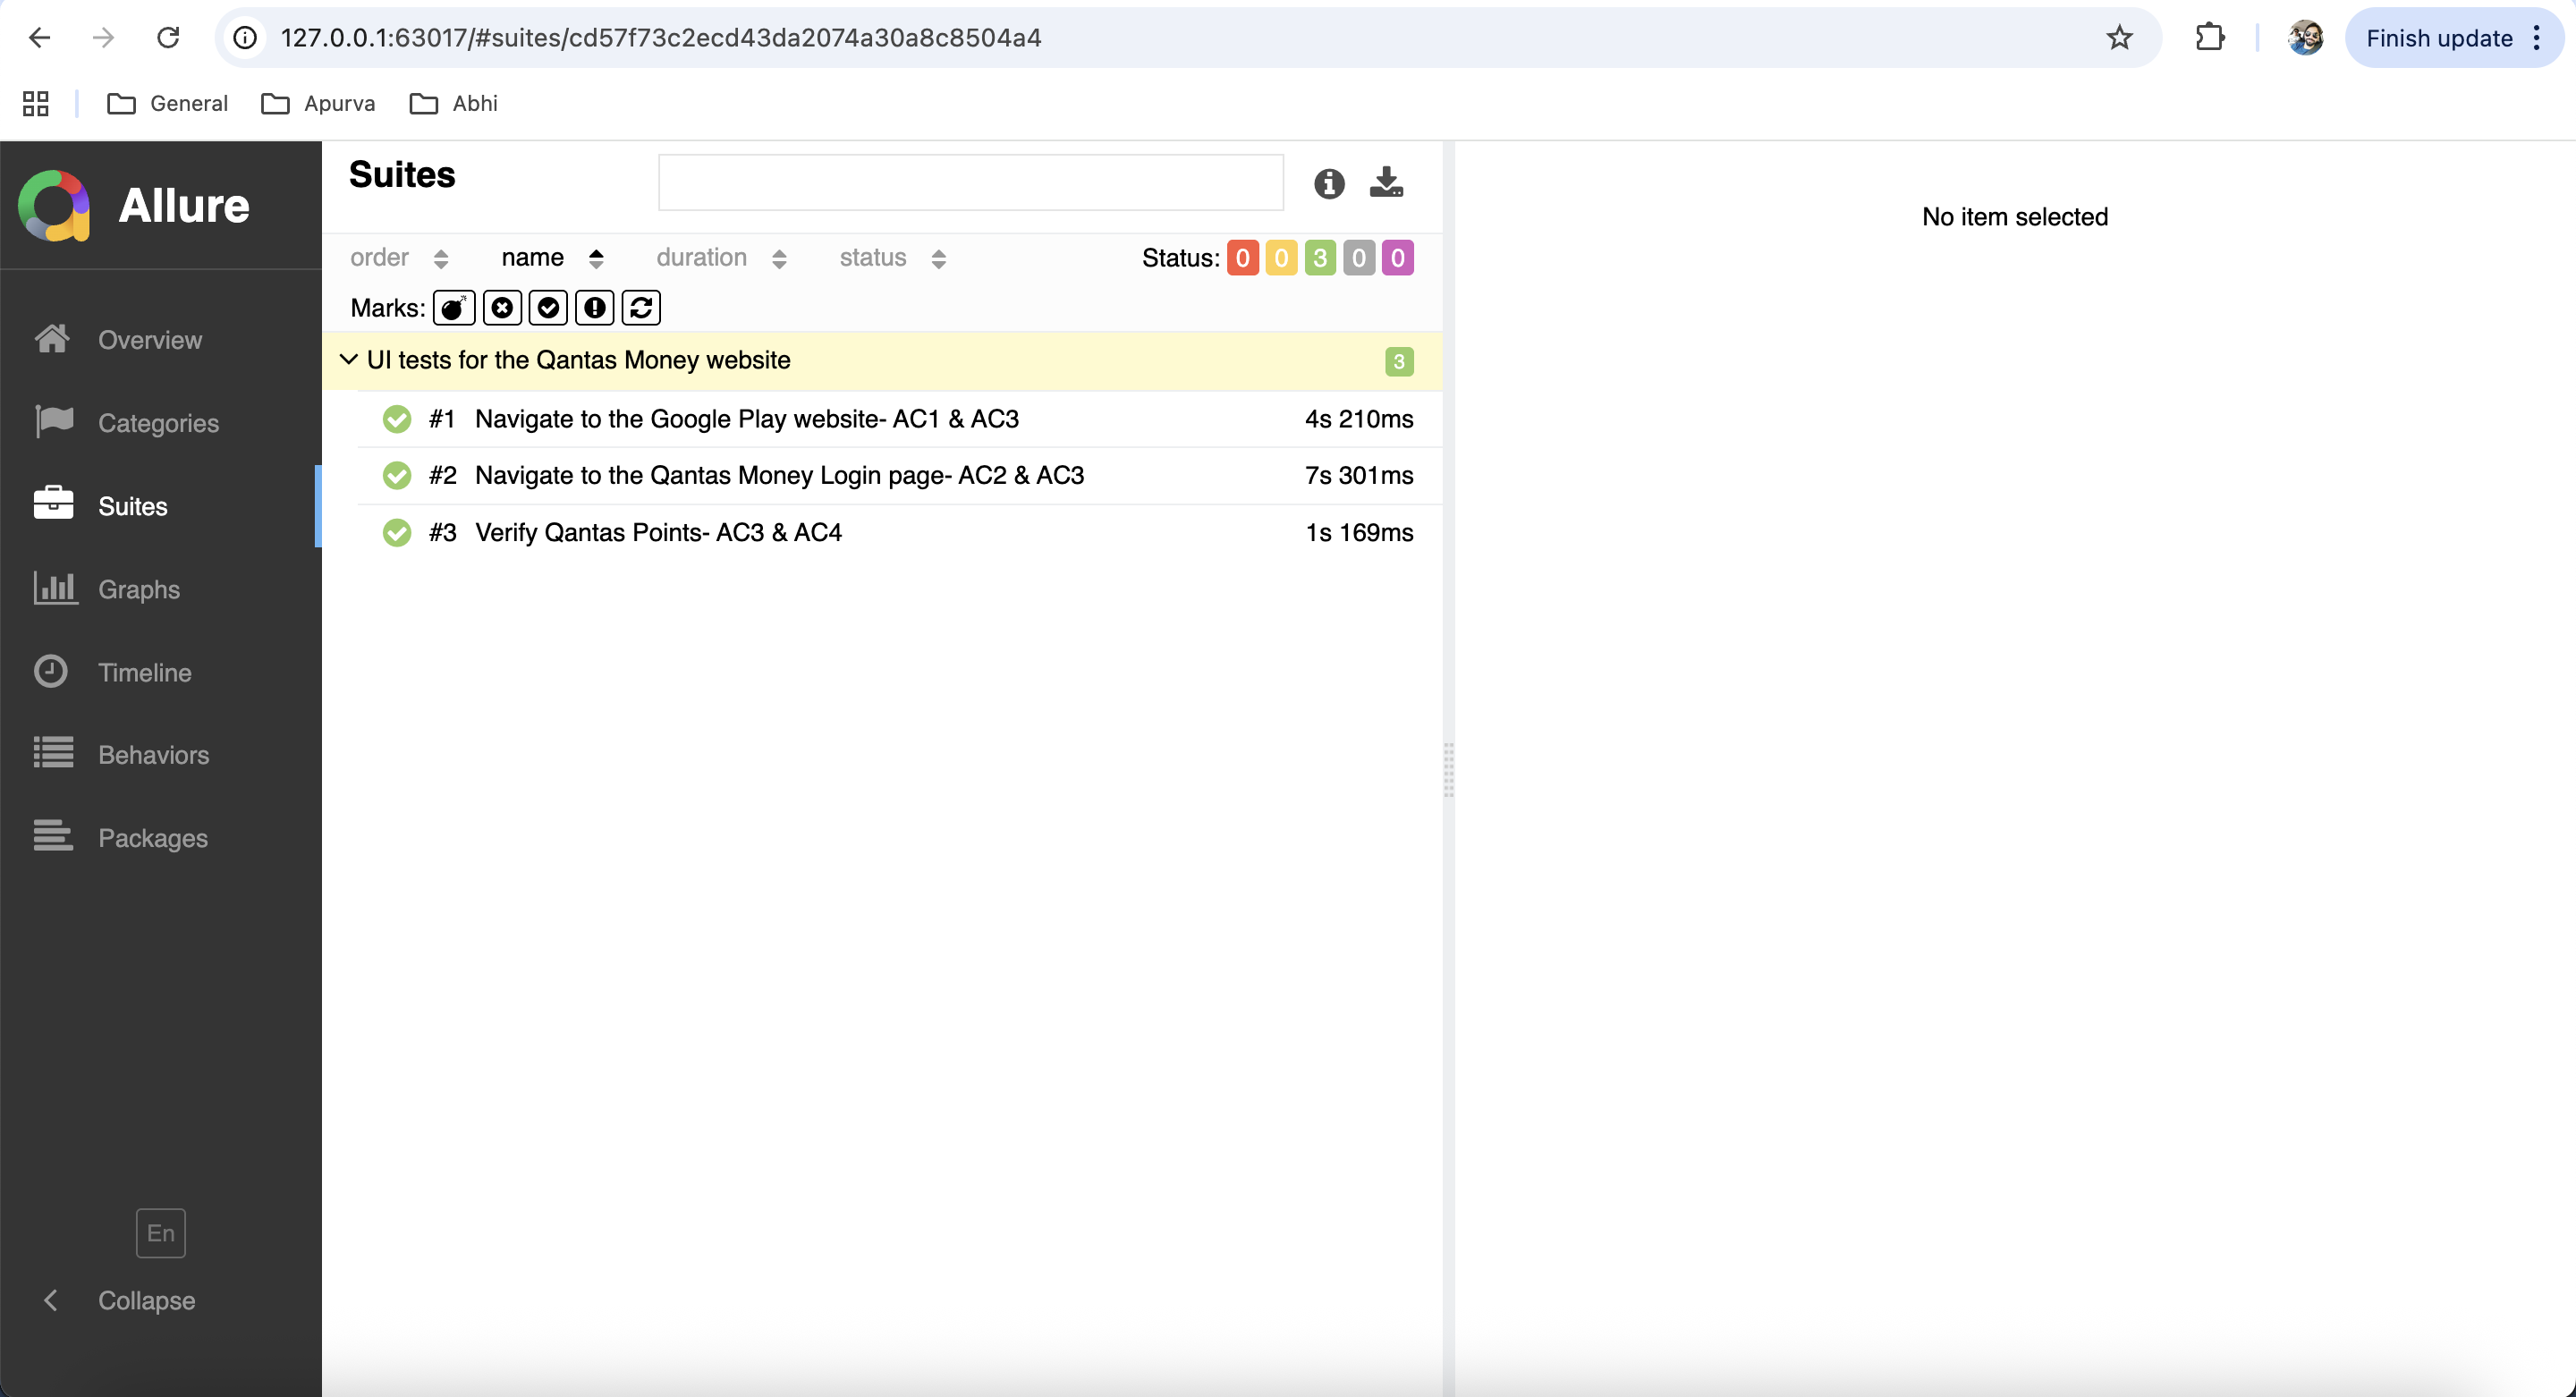 127.0.0.1:63017/#suites/cd57f73c2ecd43da2074a30a8c8504a4
Finish update
General
Apurva
Abhi
Allure
Overview
Categories
Suites
Graphs
Timeline
Behaviors
Packages
En
Collapse
Suites
order name duration status Status: 0 0 3 0 0
Marks:
UI tests for the Qantas Money website 3
#1 Navigate to the Google Play website- AC1 & AC3 4s 210ms
#2 Navigate to the Qantas Money Login page- AC2 & AC3 7s 301ms
#3 Verify Qantas Points- AC3 & AC4 1s 169ms
No item selected